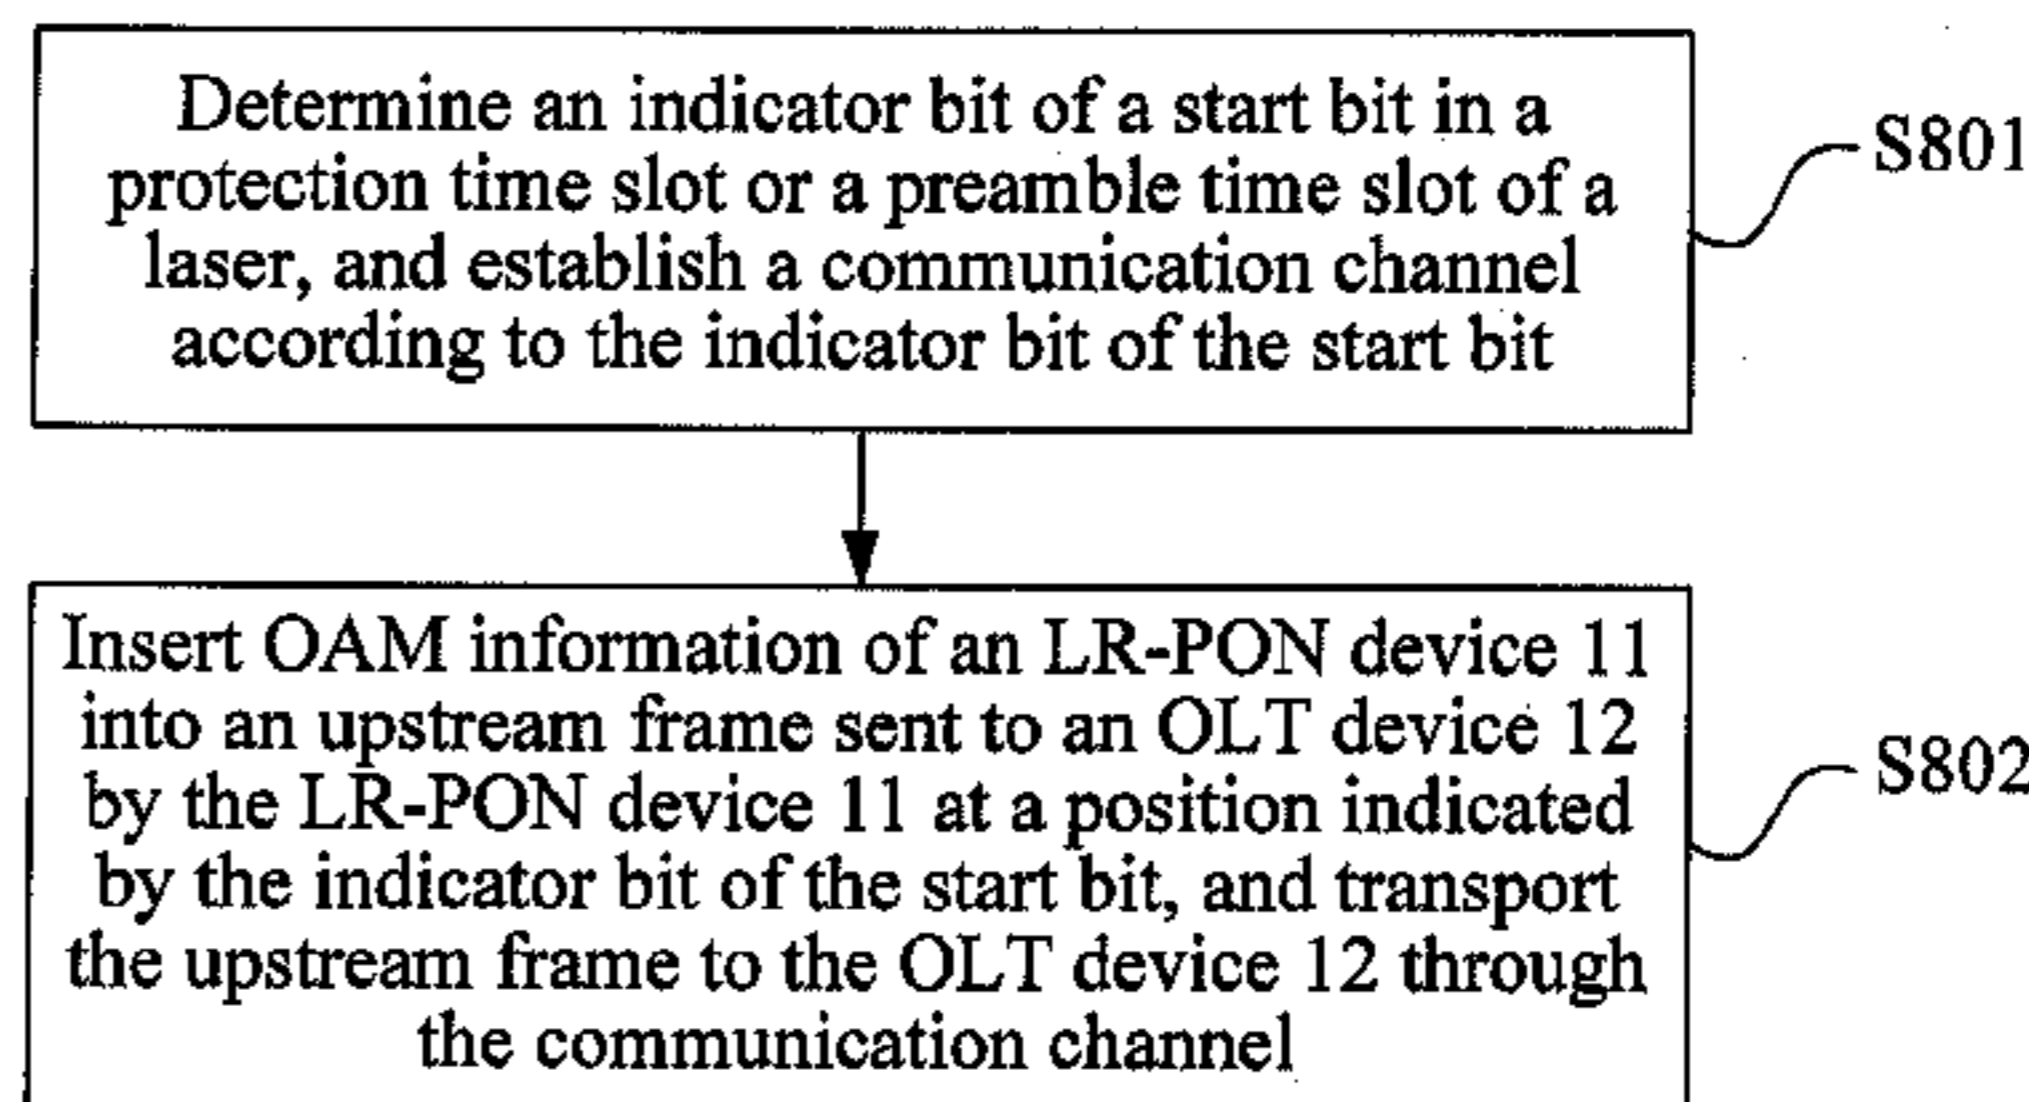 Determine an indicator bit of a start bit in a
protection time slot or a preamble time slot of a
laser, and establish a communication channel
according to the indicator bit of the start bit
S801
Insert OAM information of an LR-PON device 11
into an upstream frame sent to an OLT device 12
by the LR-PON device 11 at a position indicated
by the indicator bit of the start bit, and transport
the upstream frame to the OLT device 12 through
the communication channel
S802